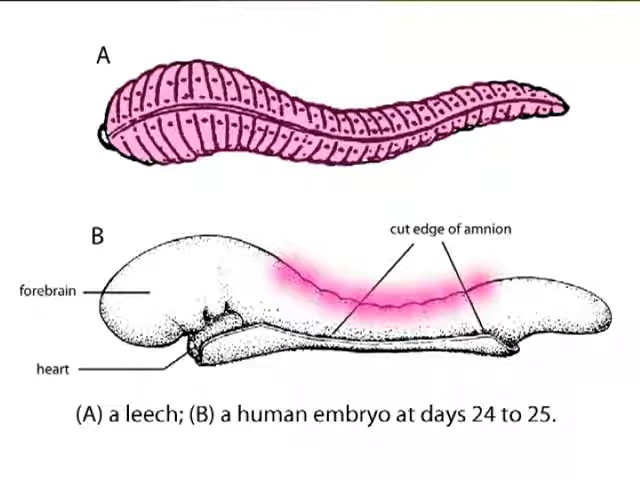 A
B
cut edge of amnion
forebrain
heart
(A) a leech; (B) a human embryo at days 24 to 25.